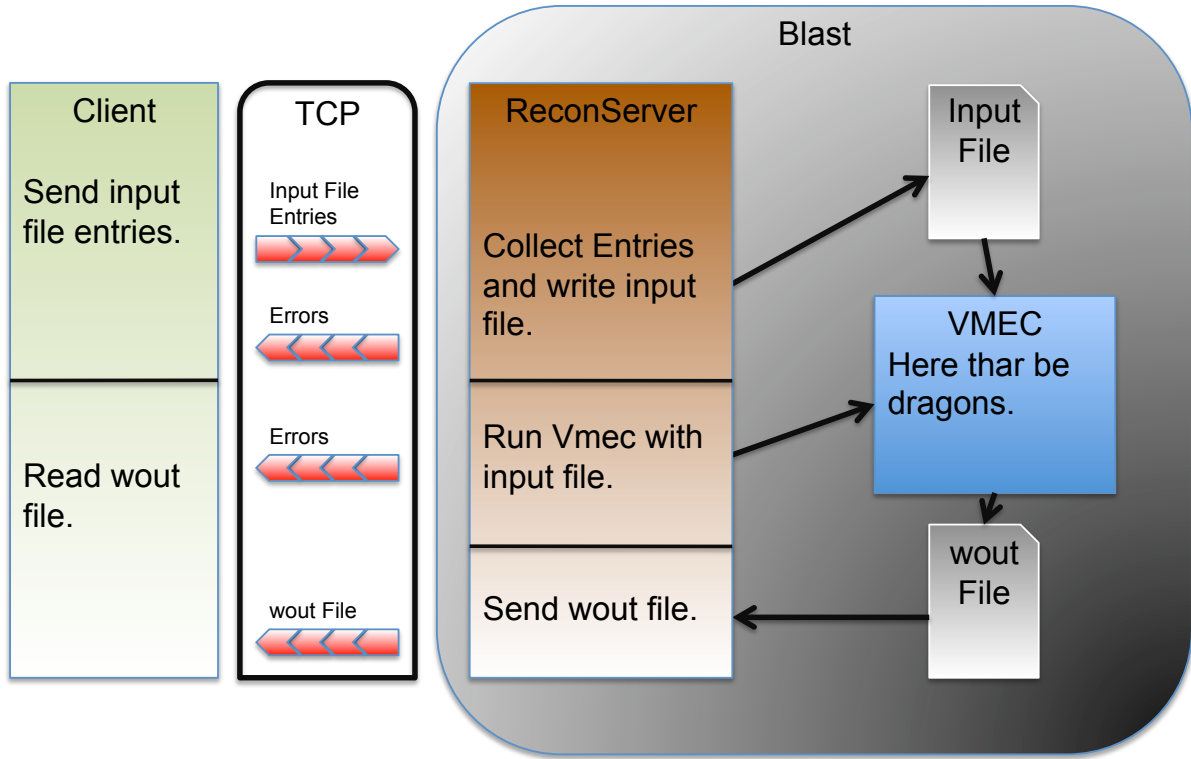 Blast
Client
Send input
file entries.
Read wout
file.
TCP
Input File
Entries
Errors
Errors
wout File
ReconServer
Collect Entries
and write input
file.
Run Vmec with
input file.
Send wout file.
Input
File
VMEC
Here thar be
dragons.
wout
File